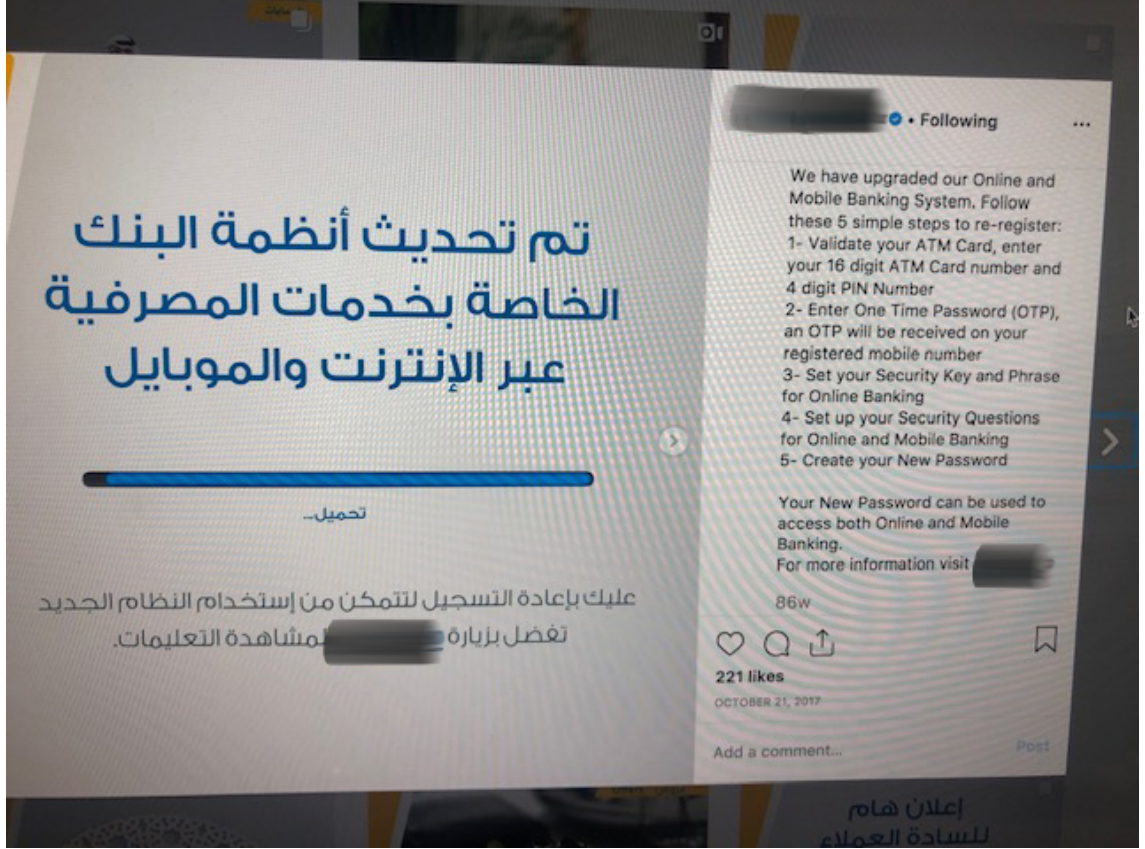 تم تحديث أنظمة البنك
الخاصة بخدمات المصرفية
عبر الإنترنت والموبايل
تحميل...
عليك بإعادة التسجيل لتتمكن من إستخدام النظام الجديد
تفضل بزيارة لمشاهدة التعليمات.
• Following
We have upgraded our Online and
Mobile Banking System. Follow
these 5 simple steps to re-register:
1- Validate your ATM Card, enter
your 16 digit ATM Card number and
4 digit PIN Number
2- Enter One Time Password (OTP),
an OTP will be received on your
registered mobile number
3- Set your Security Key and Phrase
for Online Banking
4- Set up your Security Questions
for Online and Mobile Banking
5- Create your New Password
Your New Password can be used to
access both Online and Mobile
Banking.
For more information visit
86w
221 likes
OCTOBER 21, 2017
Add a comment...
Post
إعلان هام
للسادة العملاء